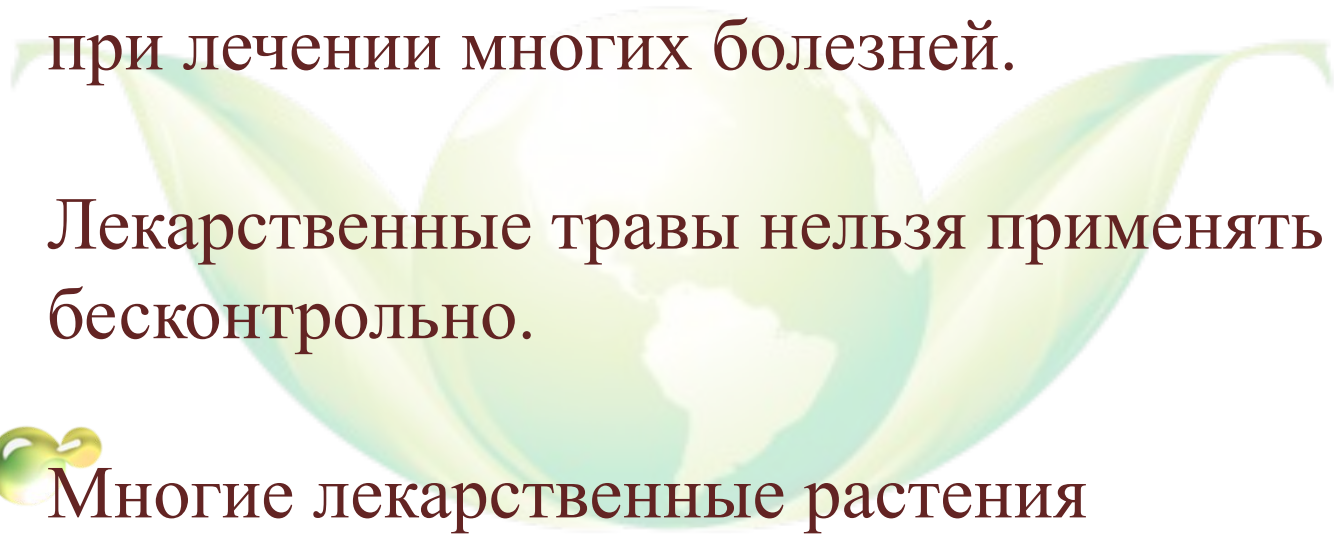 при лечении многих болезней.
Лекарственные травы нельзя применять
бесконтрольно.
Многие лекарственные растения